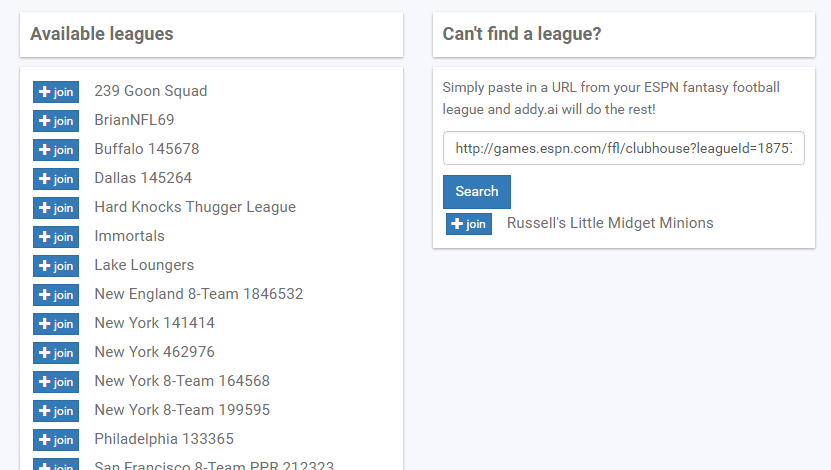 Available leagues
join 239 Goon Squad
join BrianNFL69
join Buffalo 145678
join Dallas 145264
join Hard Knocks Thugger League
join Immortals
join Lake Loungers
join New England 8-Team 1846532
join New York 141414
join New York 462976
join New York 8-Team 164568
join New York 8-Team 199595
join Philadelphia 133365
join San Francisco 8-Team PPR 212323
Can't find a league?
Simply paste in a URL from your ESPN fantasy football
league and addy.ai will do the rest!
http://games.espn.com/ffl/clubhouse?leagueId=18757
Search
join Russell's Little Midget Minions